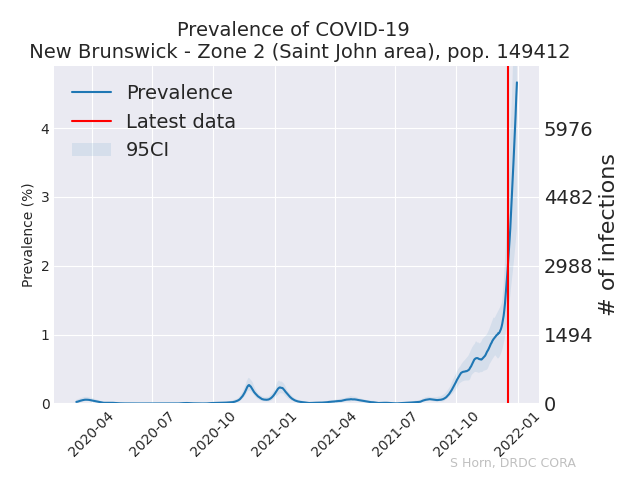 Prevalence of COVID-19
New Brunswick - Zone 2 (Saint John area), pop. 149412
Prevalence
Latest data
95CI
Prevalence (%)
4
3
2
1
0
5976
4482
2988
1494
0
# of infections
2020-04
2020-07
2020-10
2021-01
2021-04
2021-07
2021-10
2022-01
S Horn, DRDC CORA